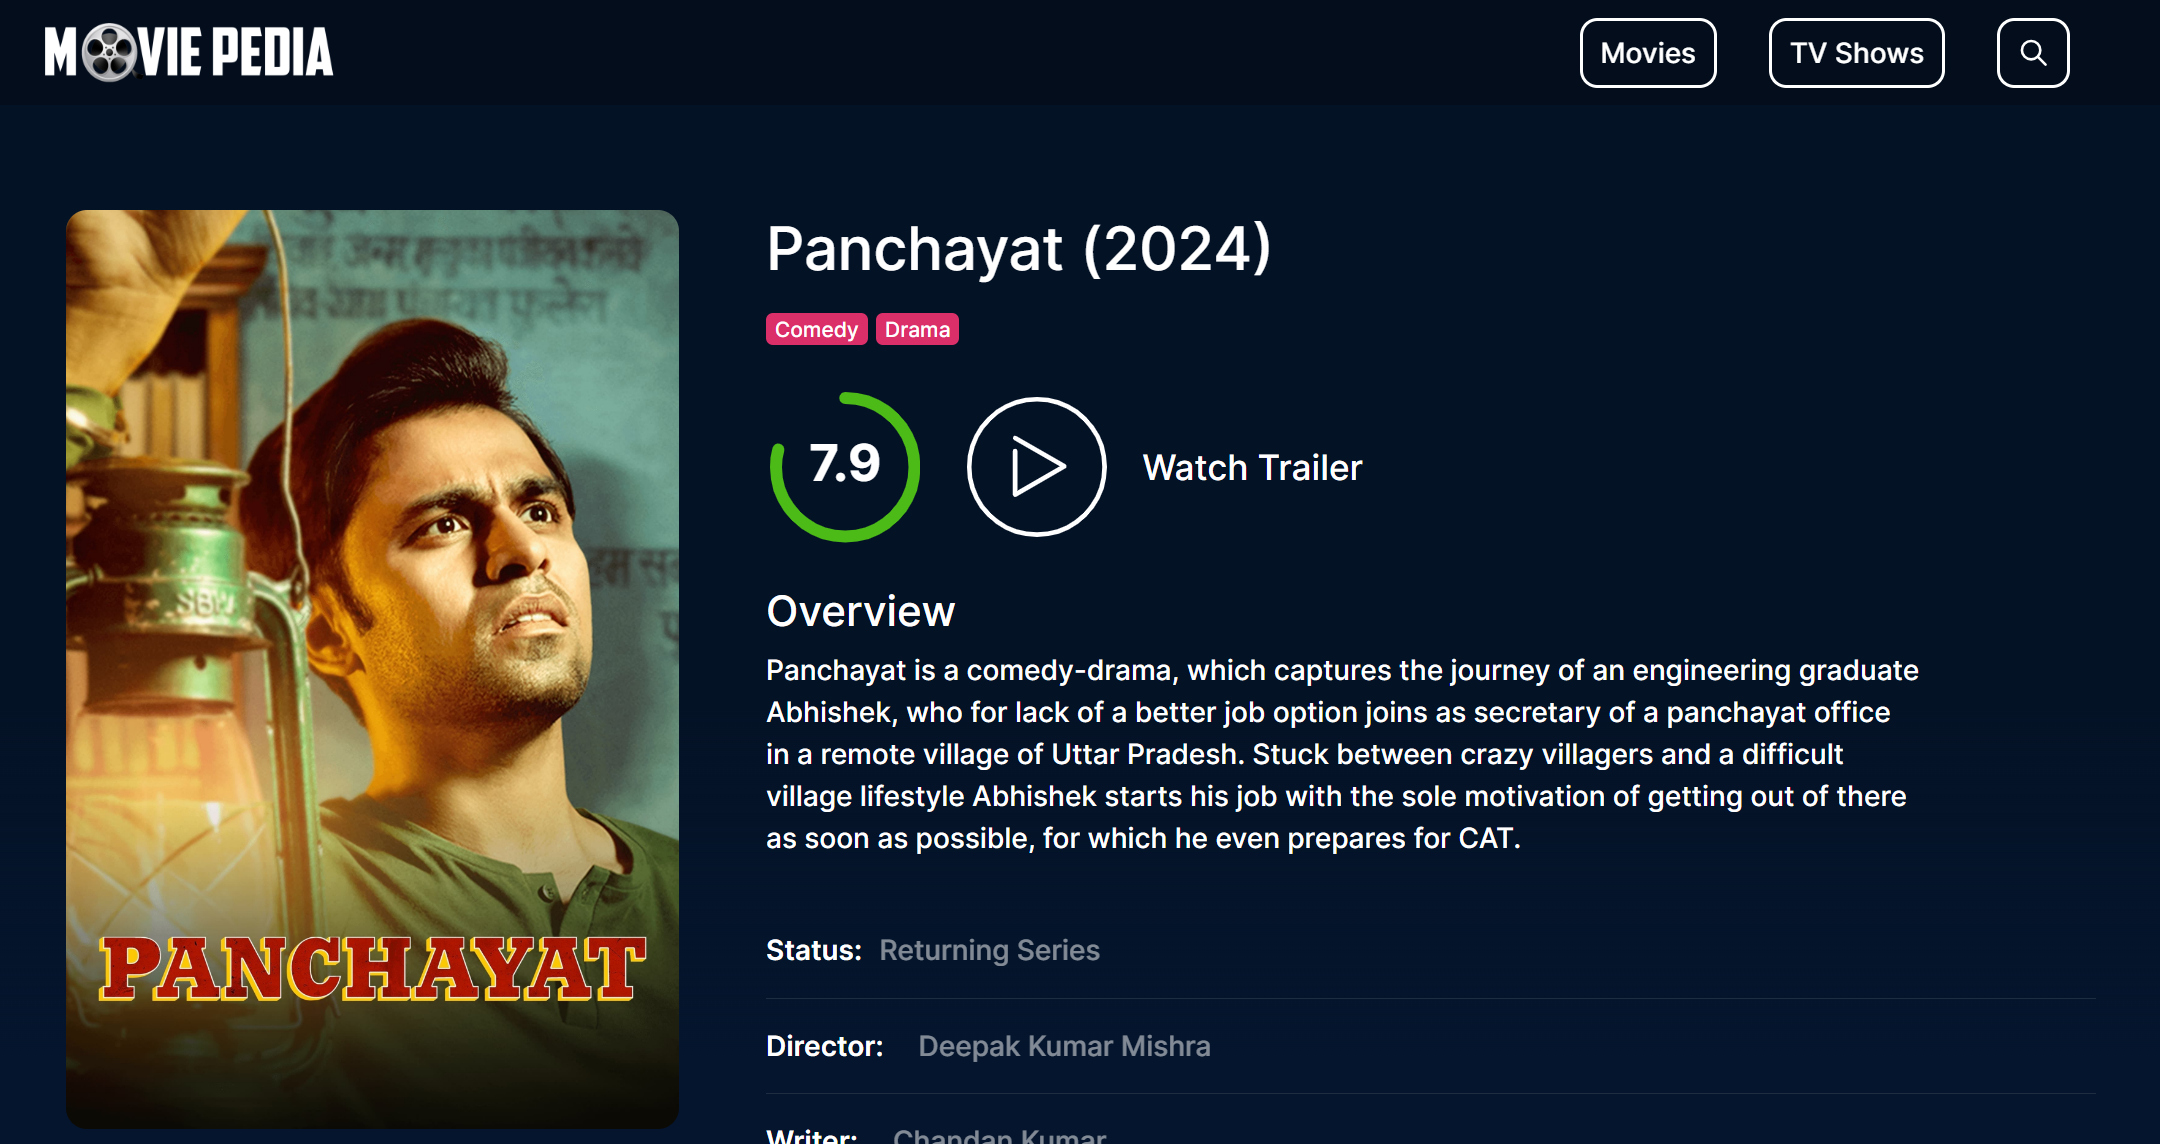 MOVIE PEDIA
Movies
TV Shows
Panchayat (2024)
Comedy
Drama
7.9
Watch Trailer
Overview
Panchayat is a comedy-drama, which captures the journey of an engineering graduate
Abhishek, who for lack of a better job option joins as secretary of a panchayat office
in a remote village of Uttar Pradesh. Stuck between crazy villagers and a difficult
village lifestyle Abhishek starts his job with the sole motivation of getting out of there
as soon as possible, for which he even prepares for CAT.
Status: Returning Series
Director: Deepak Kumar Mishra
Writer: Chandan Kumar
SBW
PANCHAYAT